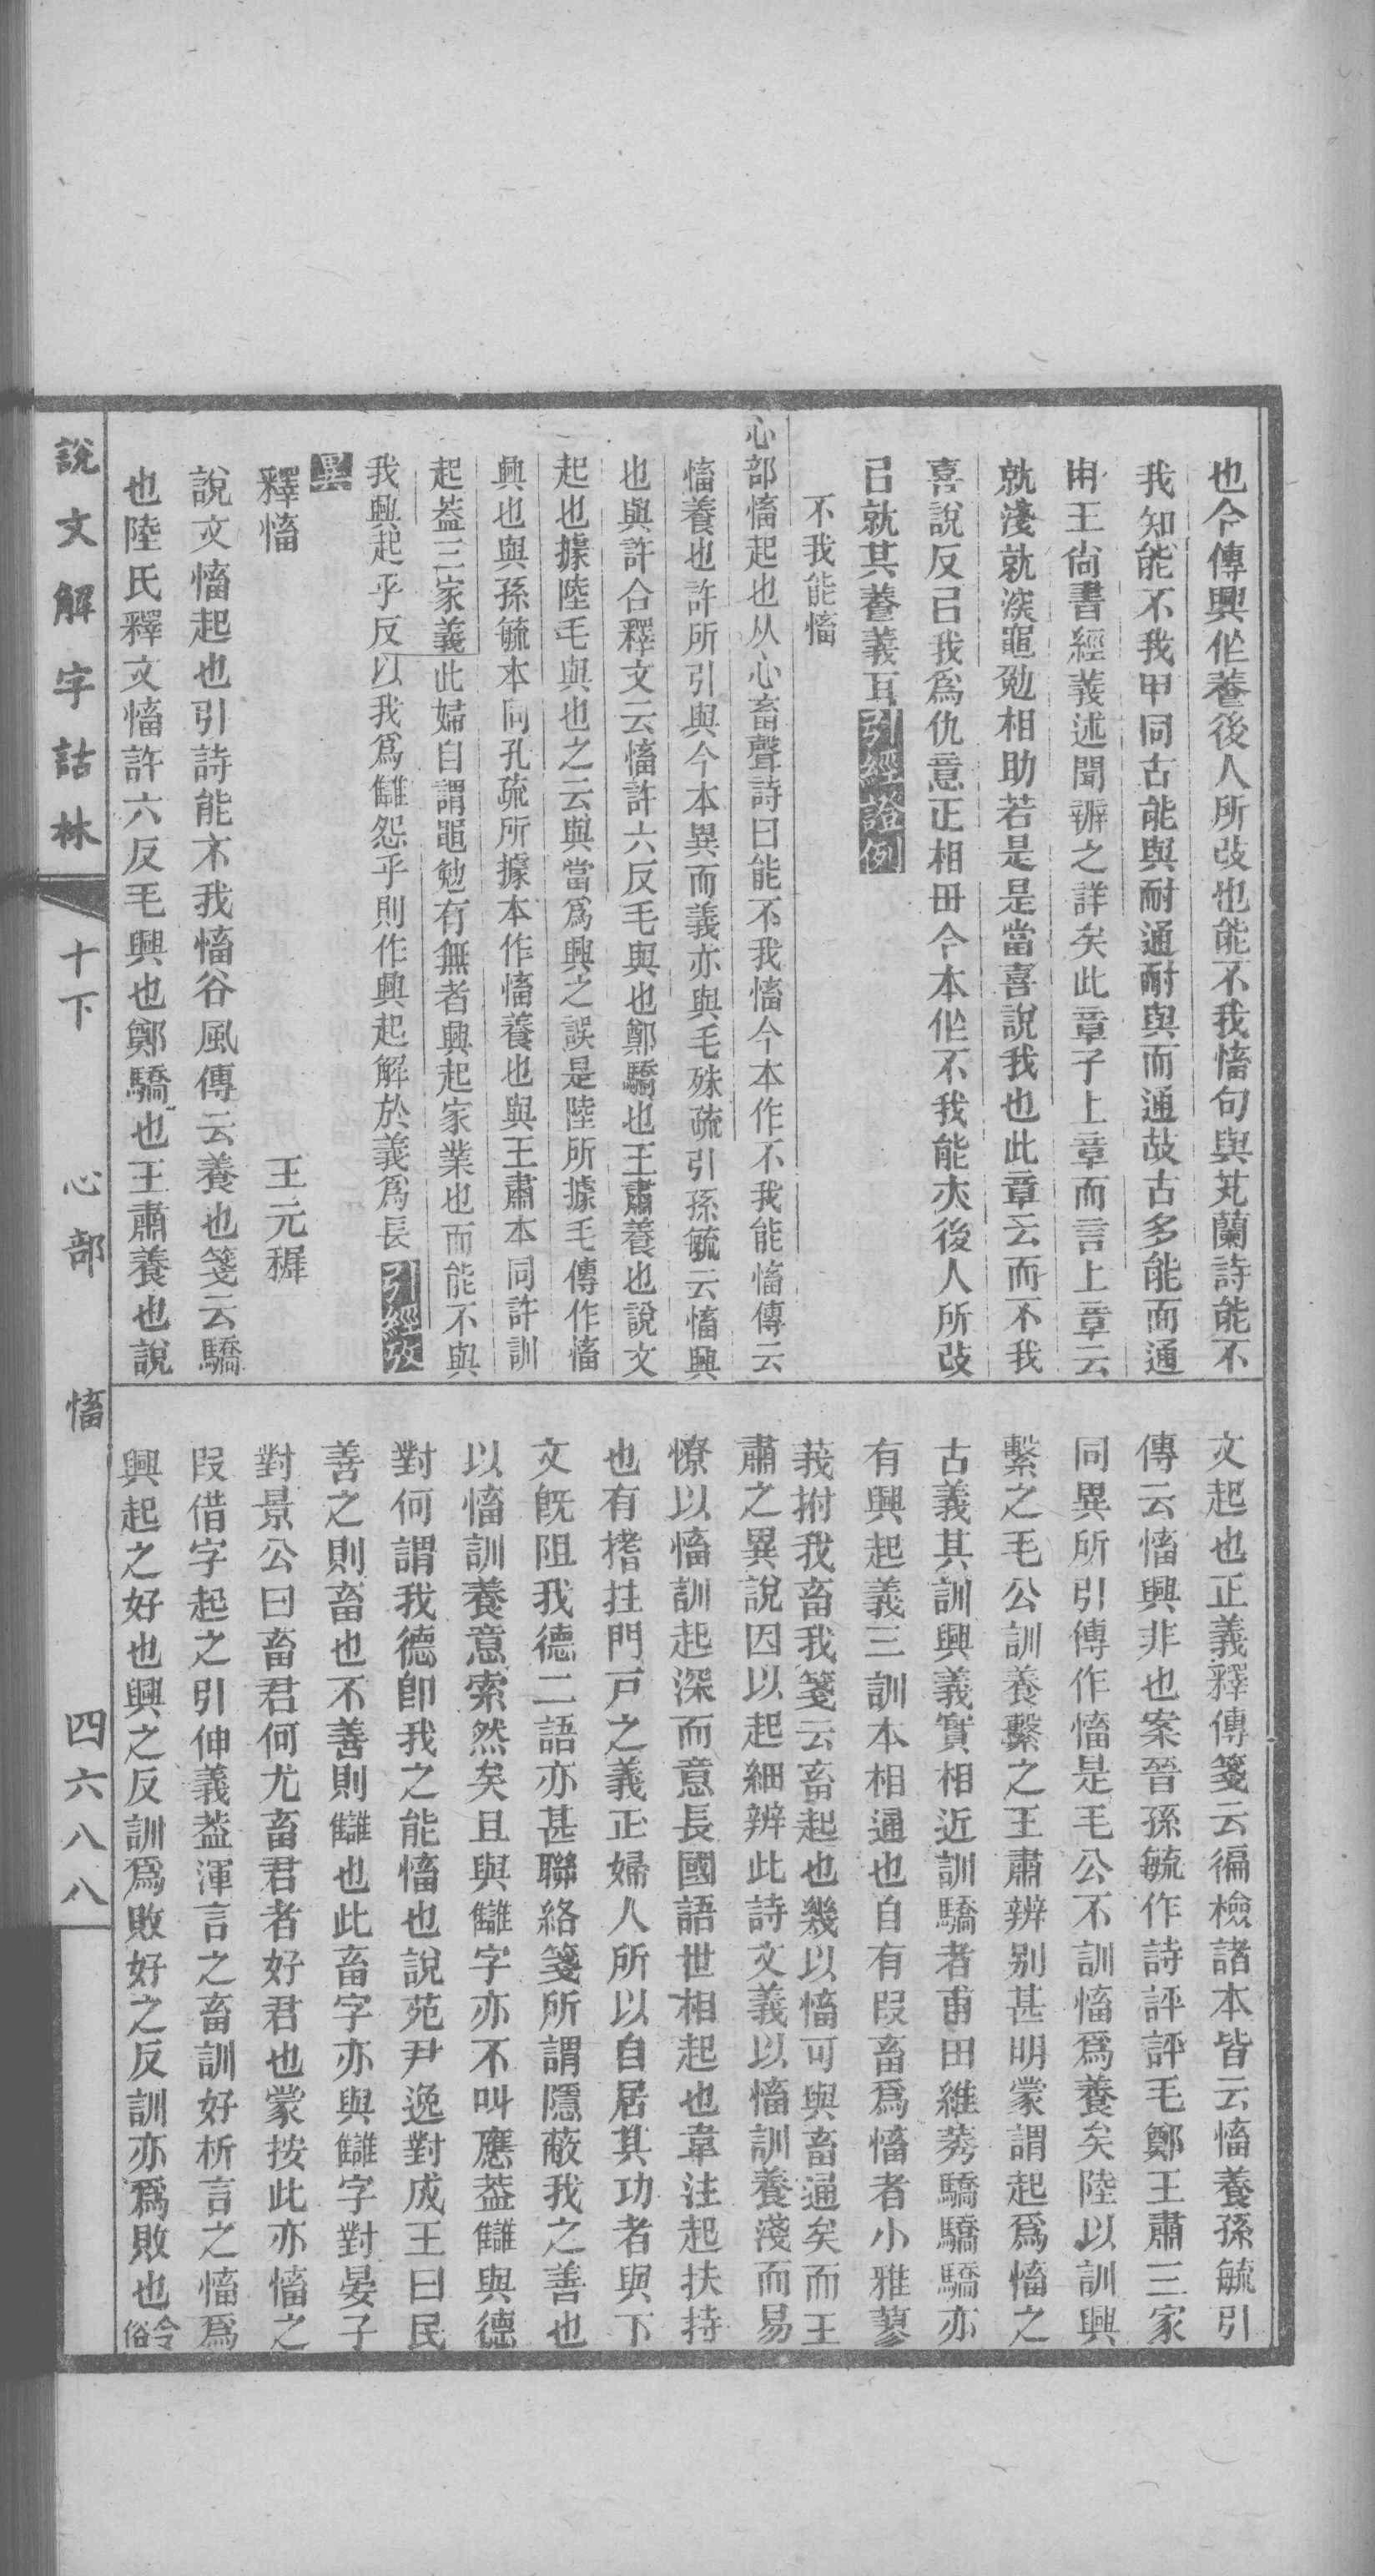 也今傳興作養後人所改也能不我慉句與芄蘭詩能不
我知能不我甲同古能與耐通耐與而通故古多能而通
用王尙書經義述聞辨之詳矣此章子上章而言上章云
就淺就深黽勉相助若是是當喜說我也此章云而不我
喜說反㠯我爲仇意正相毌今本作不我能夾後人所改
㠯就其養義耳引經證例
不我能慉
心部慉起也从心畜聲詩曰能不我慉今本作不我能慉傳云
慉養也許所引與今本異而義亦與毛殊疏引孫毓云慉興
也與許合釋文云慉許六反毛與也鄭驕也王肅養也說文
起也據陸毛與也之云與當爲興之誤是陸所據毛傳作慉
興也與孫毓本同孔疏所據本作慉養也與王肅本同許訓
起葢三家義此婦自謂黽勉有無者興起家業也而能不與
我興起乎反以我爲讎怨乎則作興起解於義爲長引經攷
異
釋慉
王元穉
說文慉起也引詩能不我慉谷風傳云養也箋云驕
也陸氏釋文慉許六反毛興也鄭驕也王肅養也說
文起也正義釋傳箋云徧檢諸本皆云慉養孫毓引
傳云慉興非也案晉孫毓作詩評評毛鄭王肅三家
同異所引傳作慉是毛公不訓慉爲養矣陸以訓興
繫之毛公訓養繫之王肅辨別甚明蒙謂起爲慉之
古義其訓興義實相近訓驕者甫田維莠驕驕亦
有興起義三訓本相通也自有叚畜爲慉者小雅蓼
莪拊我畜我箋云畜起也幾以慉可與畜通矣而王
肅之異說因以起細辨此詩文義以慉訓養淺而易
憭以慉訓起深而意長國語世相起也韋注起扶持
也有搘拄門戸之義正婦人所以自居其功者與下
文旣阻我德二語亦甚聯絡箋所謂隱蔽我之善也
以慉訓養意索然矣且與讎字亦不叫應葢讎與德
對何謂我德卽我之能慉也說苑尹逸對成王曰民
善之則畜也不善則讎也此畜字亦與讎字對晏子
對景公曰畜君何尤畜君者好君也蒙按此亦慉之
叚借字起之引伸義葢渾言之畜訓好析言之慉爲
興起之好也興之反訓爲敗好之反訓亦爲敗也今俗
說文解字詁林 十下 心部 慉 四六八八